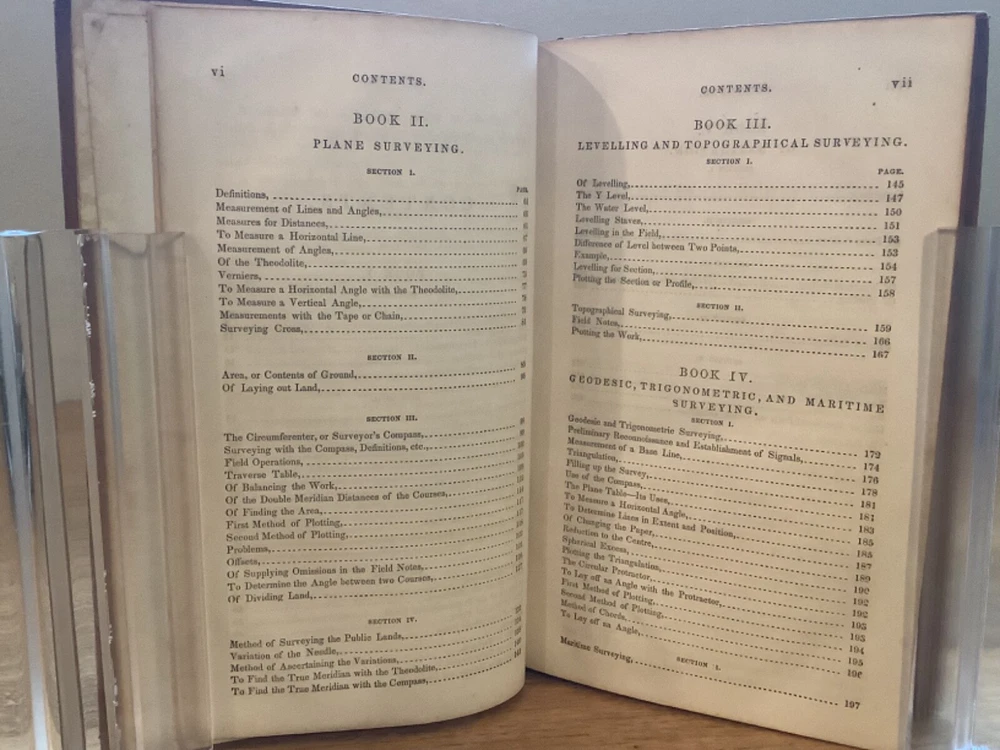 vi
CONTENTS.
BOOK II.
PLANE SURVEYING.
SECTION I.
Definitions,
Measurement of Lines and Angles,
Measures for Distances,
To Measure a Horizontal Line,
Measurement of Angles,
Of the Theodolite,
Verniers,
To Measure a Horizontal Angle with the Theodolite,
To Measure a Vertical Angle,
Measurements with the Tape or Chain,
Surveying Cross,
SECTION II.
Area, or Contents of Ground,
Of Laying out Land,
SECTION III.
The Circumferenter, or Surveyor's Compass,
Surveying with the Compass, Definitions, etc.,
Field Operations,
Traverse Table,
Of Balancing the Work,
Of the Double Meridian Distances of the Courses,
Of Finding the Area,
First Method of Plotting,
Second Method of Plotting,
Problems,
Offsets,
Of Supplying Omissions in the Field Notes,
To Determine the Angle between two Courses,
Of Dividing Land,
SECTION IV.
Method of Surveying the Public Lands,
Variation of the Needle,
Method of Ascertaining the Variations,
To Find the True Meridian with the Theodolite,
To Find the True Meridian with the Compass,
CONTENTS. vii
BOOK III.
LEVELLING AND TOPOGRAPHICAL SURVEYING.
SECTION I.
PAGE.
Of Levelling, 145
The Y Level, 147
The Water Level, 150
Levelling Staves, 151
Levelling in the Field, 153
Difference of Level between Two Points, 153
Example, 154
Levelling for Section, 157
Plotting the Section or Profile, 158
SECTION II.
Topographical Surveying, 159
Field Notes, 166
Plotting the Work, 167
BOOK IV.
GEODESIC, TRIGONOMETRIC, AND MARITIME
SURVEYING.
SECTION I.
Geodesic and Trigonometric Surveying, 172
Preliminary Reconnoissance and Establishment of Signals, 174
Measurement of a Base Line, 176
Triangulation, 178
Filling up the Survey, 181
Use of the Compass, 181
The Plane Table—Its Uses, 183
To Measure a Horizontal Angle, 185
To Determine Lines in Extent and Position, 185
Of Changing the Paper, 187
Reduction to the Centre, 189
Spherical Excess, 190
Plotting the Triangulation, 192
The Circular Protractor, 192
To Lay off an Angle with the Protractor, 193
First Method of Plotting, 193
Second Method of Plotting, 194
Method of Chords, 195
To Lay off an Angle, 196
SECTION I.
Maritime Surveying, 197